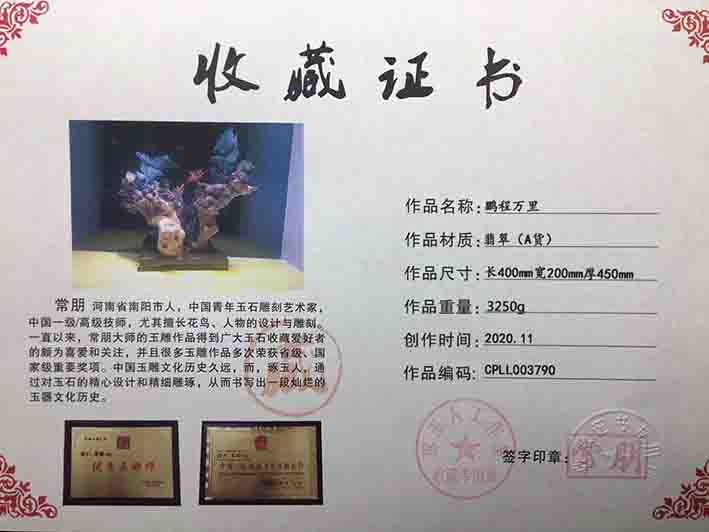 收藏证书
常朋 河南省南阳市人，中国青年玉石雕刻艺术家，
中国一级/高级技师，尤其擅长花鸟、人物的设计与雕刻。
一直以来，常朋大师的玉雕作品得到广大玉石收藏爱好者
的颇为喜爱和关注，并且很多玉雕作品多次荣获省级、国
家级重要奖项。中国玉雕文化历史久远，而，琢玉人，通
过对玉石的精心设计和精细雕琢，从而书写出一段灿烂的
玉器文化历史。
作品名称：鹏程万里
作品材质：翡翠（A货）
作品尺寸：长400mm宽200mm厚450mm
作品重量：3250g
创作时间：2020.11
作品编码：CPLL003790
签字印章：
常朋